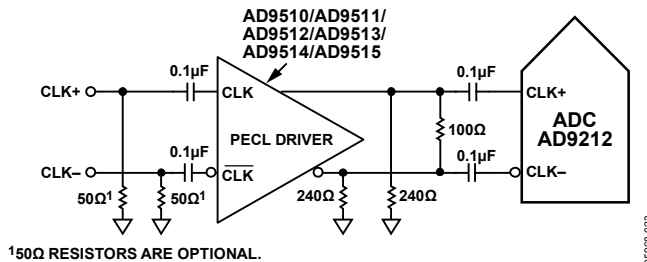 AD9510/AD9511/
AD9512/AD9513/
AD9514/AD9515
0.1µF
CLK+
CLK
PECL DRIVER
0.1µF
CLK–
CLK
50Ω1
50Ω1
240Ω
240Ω
0.1µF
100Ω
0.1µF
CLK+
ADC
AD9212
CLK–
150Ω RESISTORS ARE OPTIONAL.